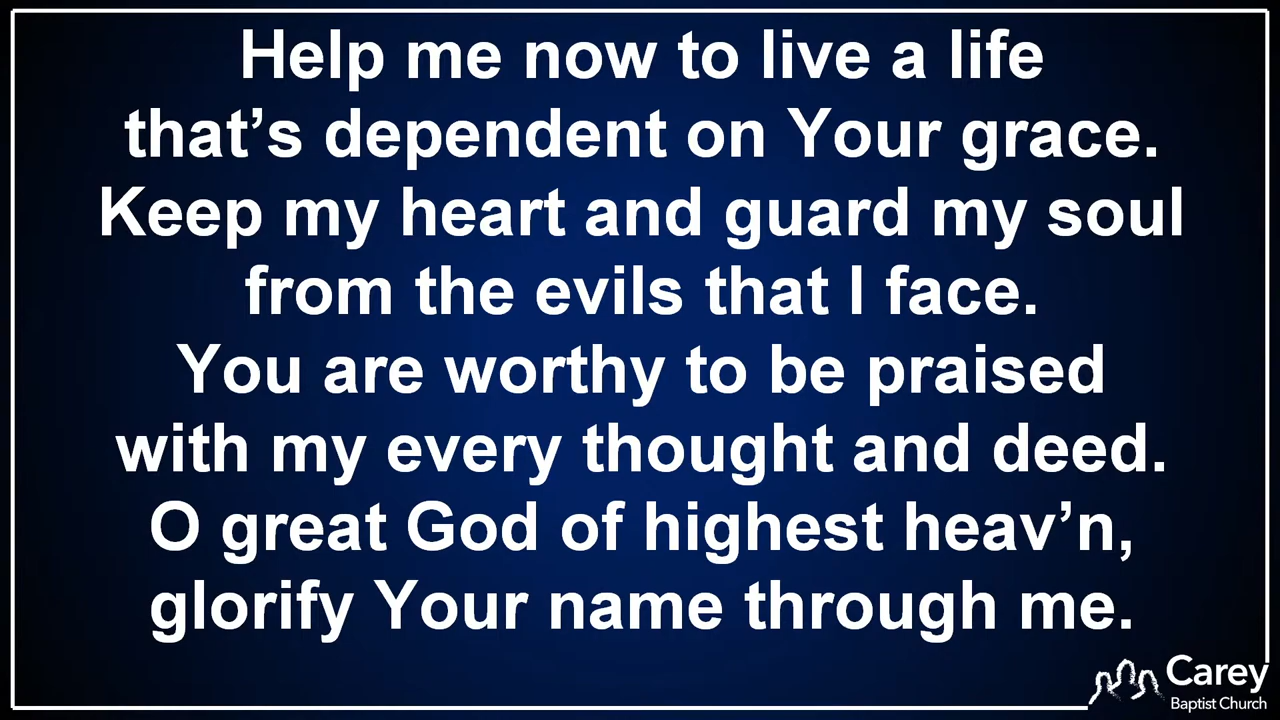 Help me now to live a life
that’s dependent on Your grace.
Keep my heart and guard my soul
from the evils that I face.
You are worthy to be praised
with my every thought and deed.
O great God of highest heav’n,
glorify Your name through me.
Carey
Baptist Church